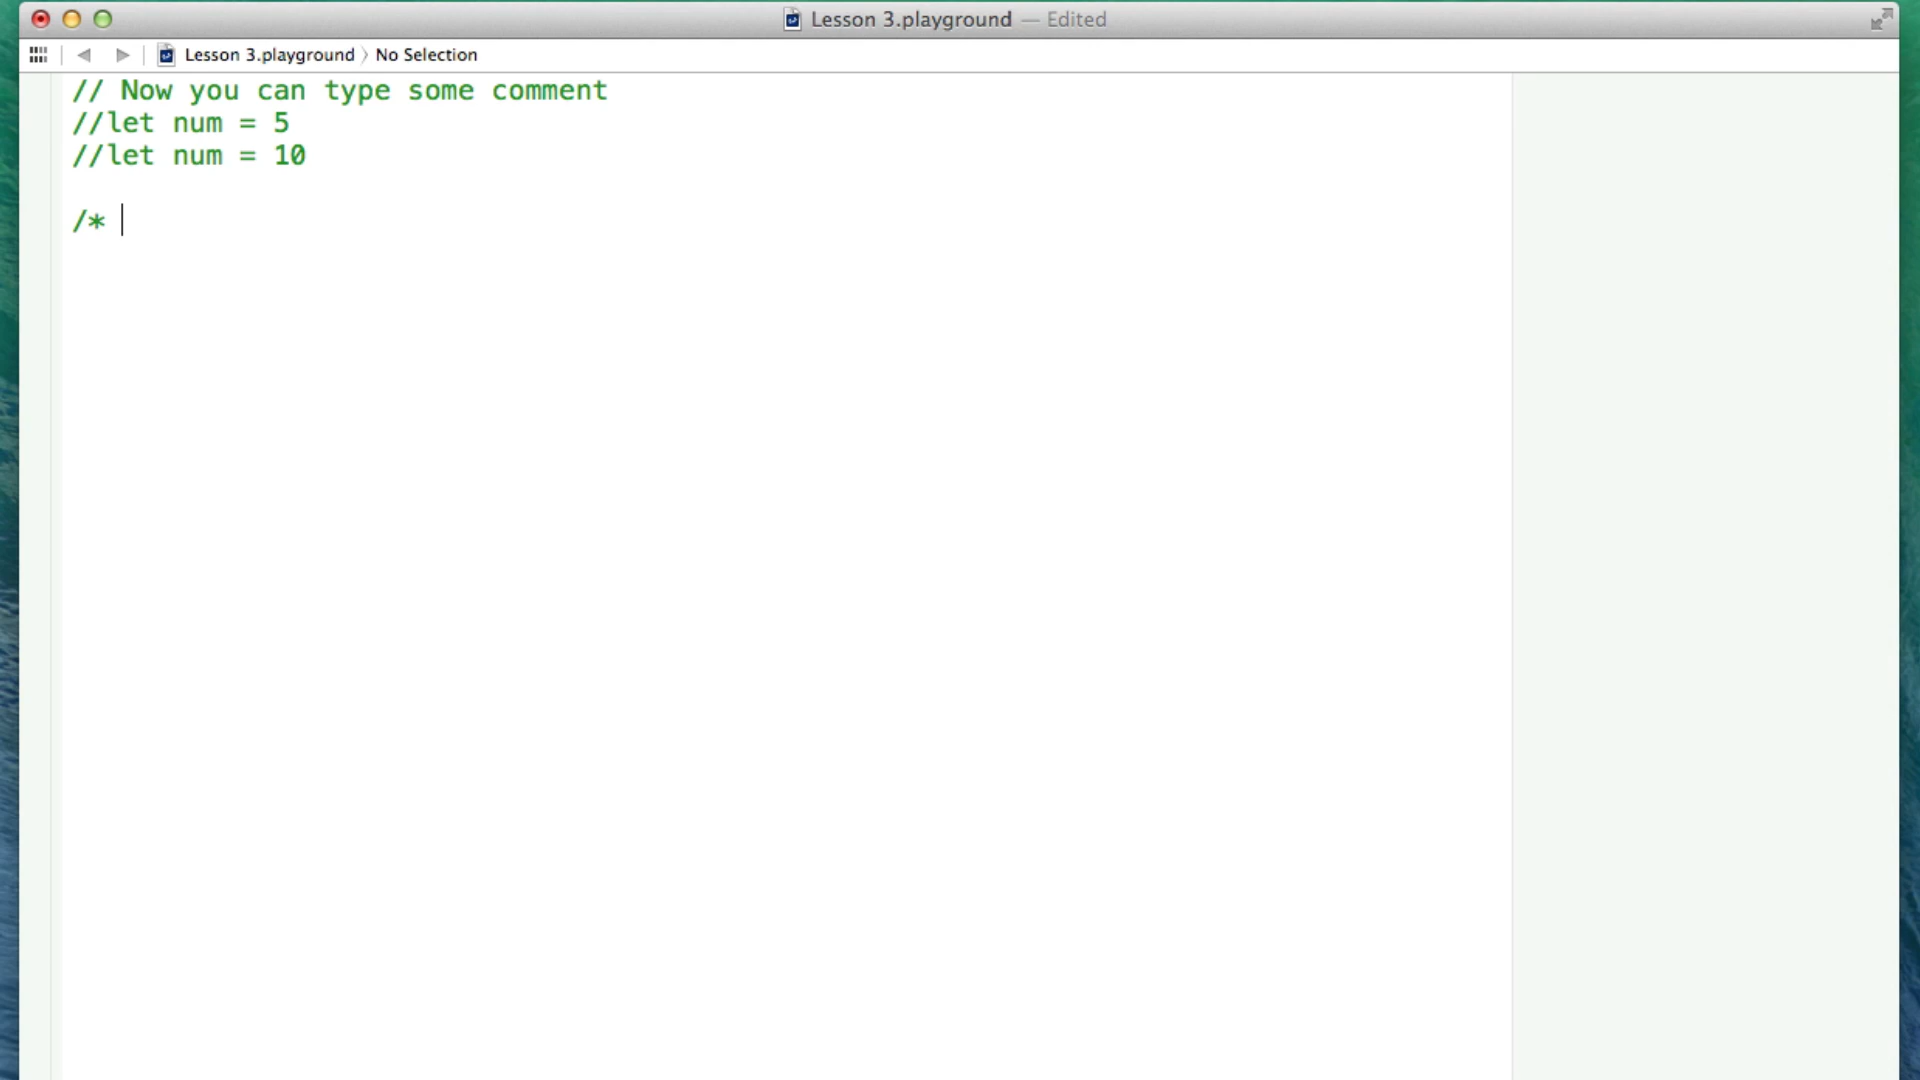 Lesson 3.playground — Edited
Lesson 3.playground 〉 No Selection
// Now you can type some comment
//let num = 5
//let num = 10
/*